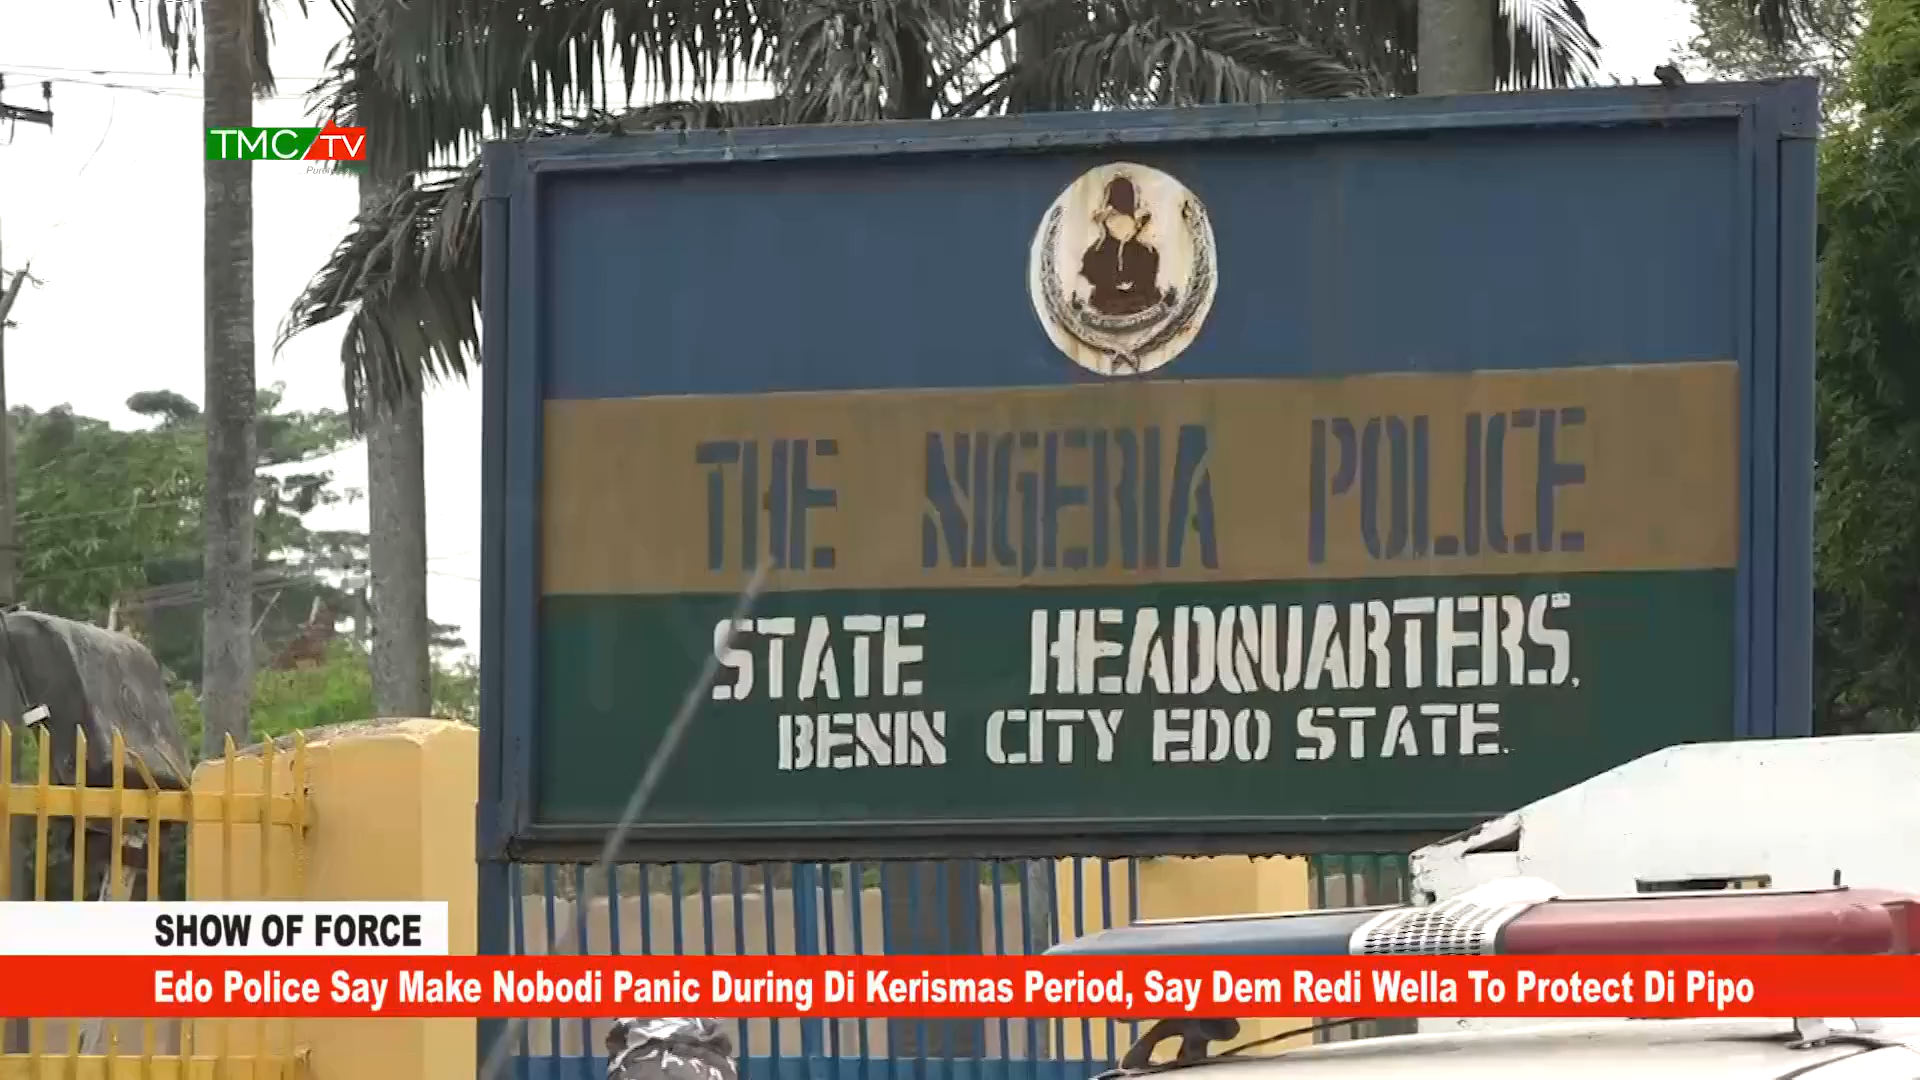 TMC TV
THE NIGERIA POLICE
STATE HEADQUARTERS,
BENIN CITY EDO STATE.
SHOW OF FORCE
Edo Police Say Make Nobodi Panic During Di Kerismas Period, Say Dem Redi Wella To Protect Di Pipo